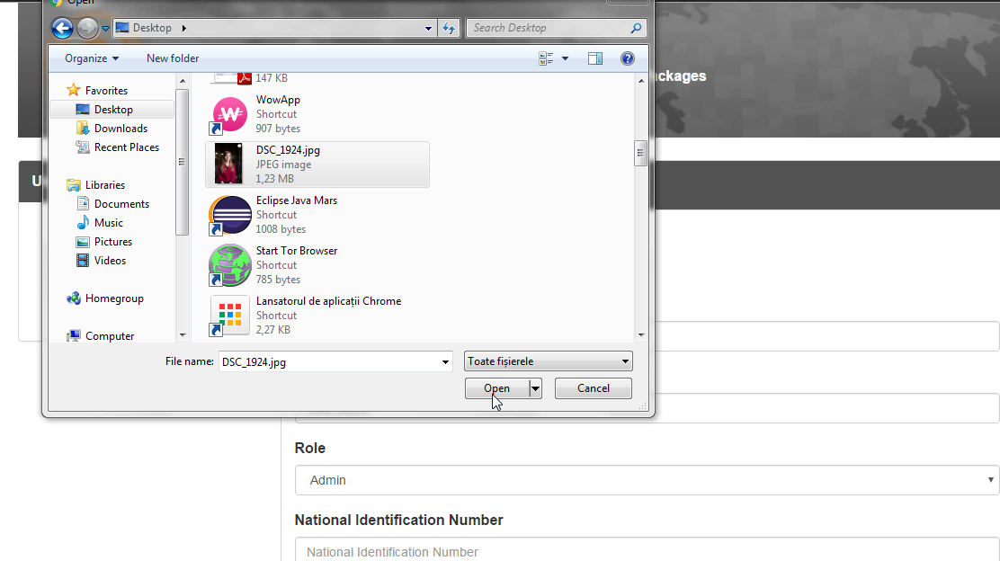 Open
Desktop
Search Desktop
Organize
New folder
Favorites
Desktop
Downloads
Recent Places
Libraries
Documents
Music
Pictures
Videos
Homegroup
Computer
147 KB
WowApp
Shortcut
907 bytes
DSC_1924.jpg
JPEG image
1,23 MB
Eclipse Java Mars
Shortcut
1008 bytes
Start Tor Browser
Shortcut
785 bytes
Lansatorul de aplicații Chrome
Shortcut
2,27 KB
File name:
DSC_1924.jpg
Toate fișierele
Open
Cancel
ckages
U
Role
Admin
National Identification Number
National Identification Number